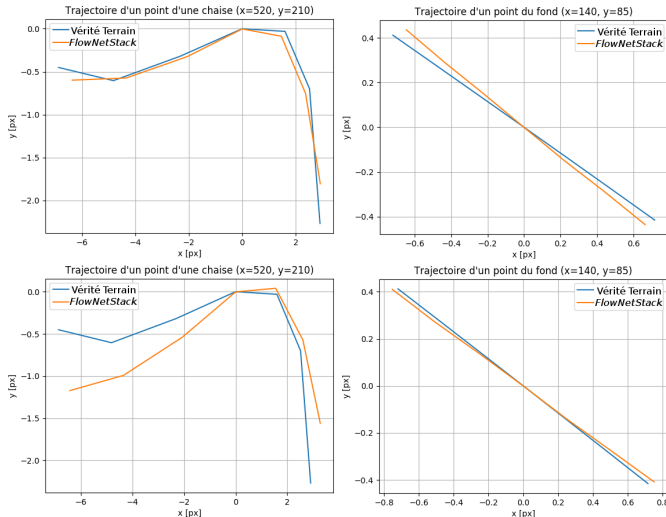 Trajectoire d'un point d'une chaise (x=520, y=210)
Vérité Terrain
FlowNetStack
0.0
−0.5
−1.0
−1.5
−2.0
y [px]
−6 −4 −2 0 2
x [px]
Trajectoire d'un point du fond (x=140, y=85)
Vérité Terrain
FlowNetStack
0.4
0.2
0.0
−0.2
−0.4
y [px]
−0.6 −0.4 −0.2 0.0 0.2 0.4 0.6
x [px]
Trajectoire d'un point d'une chaise (x=520, y=210)
Vérité Terrain
FlowNetStack
0.0
−0.5
−1.0
−1.5
−2.0
y [px]
−6 −4 −2 0 2
x [px]
Trajectoire d'un point du fond (x=140, y=85)
Vérité Terrain
FlowNetStack
0.4
0.2
0.0
−0.2
−0.4
y [px]
−0.8 −0.6 −0.4 −0.2 0.0 0.2 0.4 0.6 0.8
x [px]